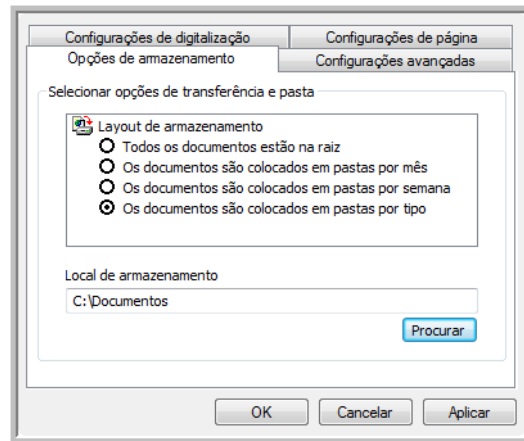 Configurações de digitalização
Configurações de página
Opções de armazenamento
Configurações avançadas
Selecionar opções de transferência e pasta
Layout de armazenamento
Todos os documentos estão na raiz
Os documentos são colocados em pastas por mês
Os documentos são colocados em pastas por semana
Os documentos são colocados em pastas por tipo
Local de armazenamento
C:\Documentos
Procurar
OK
Cancelar
Aplicar